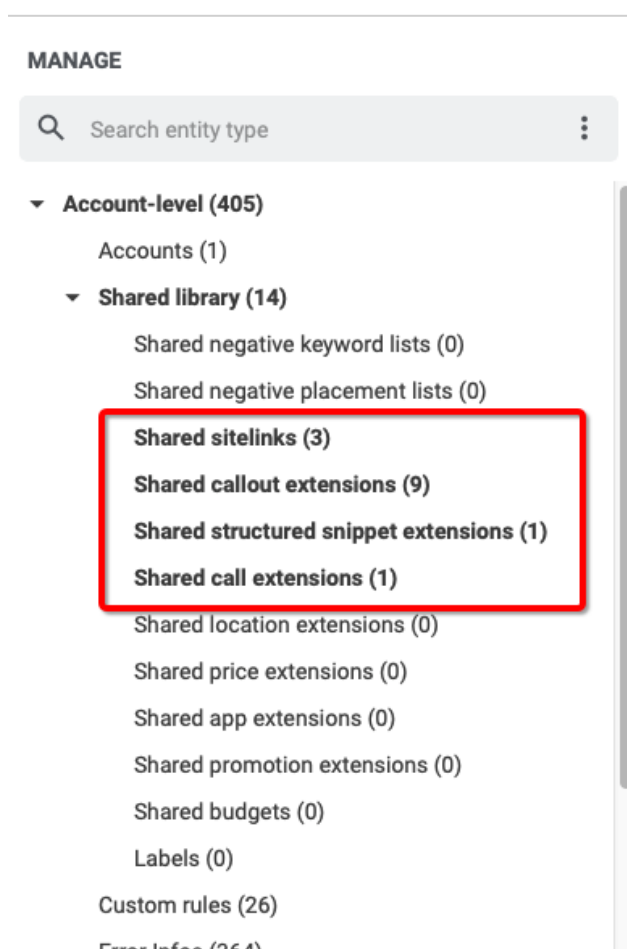 MANAGE
Search entity type
Account-level (405)
Accounts (1)
Shared library (14)
Shared negative keyword lists (0)
Shared negative placement lists (0)
Shared sitelinks (3)
Shared callout extensions (9)
Shared structured snippet extensions (1)
Shared call extensions (1)
Shared location extensions (0)
Shared price extensions (0)
Shared app extensions (0)
Shared promotion extensions (0)
Shared budgets (0)
Labels (0)
Custom rules (26)